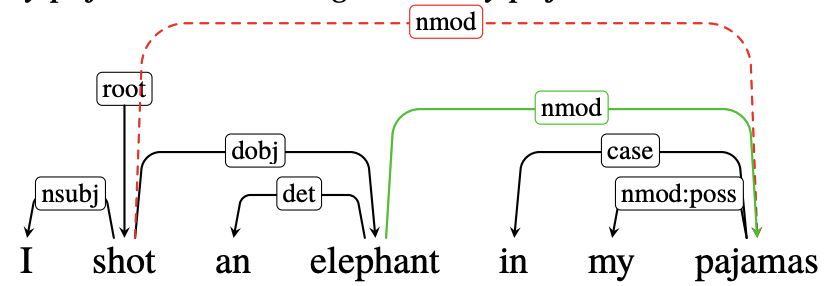 nmod
root
nmod
dobj
case
nsubj
det
nmod:poss
I shot an elephant in my pajamas